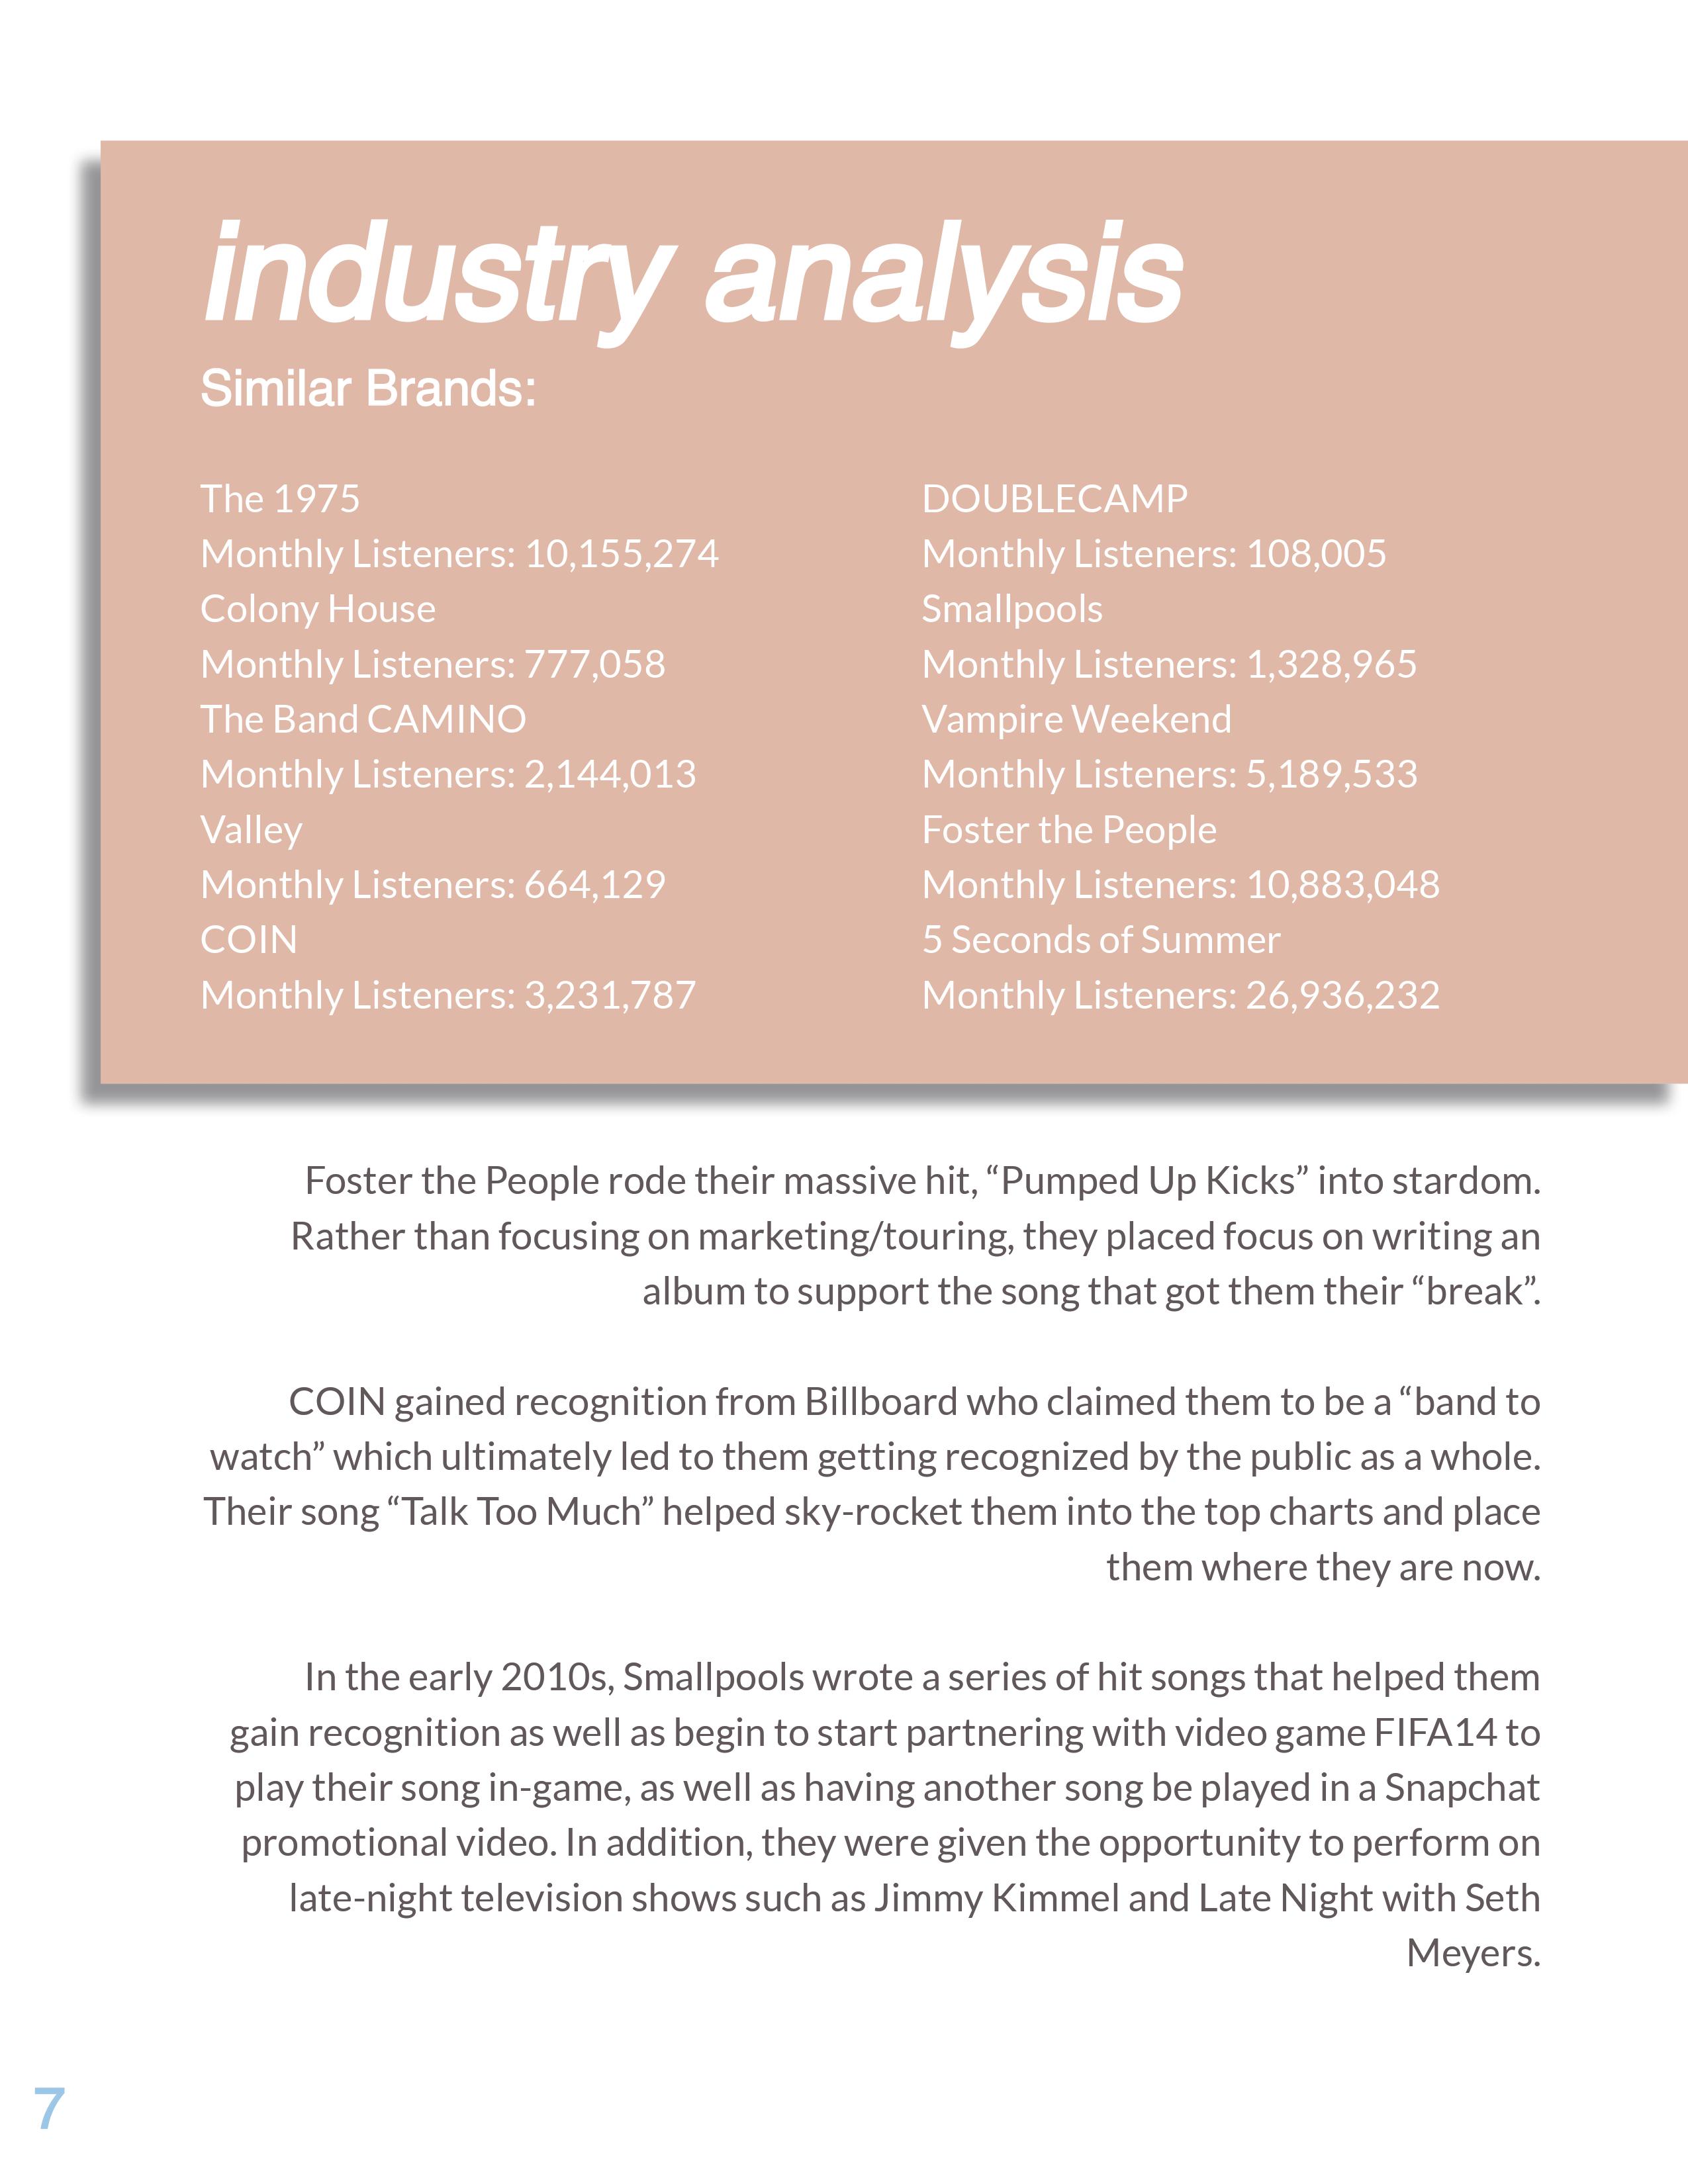 industry analysis
Similar Brands:
The 1975
Monthly Listeners: 10,155,274
Colony House
Monthly Listeners: 777,058
The Band CAMINO
Monthly Listeners: 2,144,013
Valley
Monthly Listeners: 664,129
COIN
Monthly Listeners: 3,231,787
DOUBLECAMP
Monthly Listeners: 108,005
Smallpools
Monthly Listeners: 1,328,965
Vampire Weekend
Monthly Listeners: 5,189,533
Foster the People
Monthly Listeners: 10,883,048
5 Seconds of Summer
Monthly Listeners: 26,936,232
Foster the People rode their massive hit, “Pumped Up Kicks” into stardom.
Rather than focusing on marketing/touring, they placed focus on writing an
album to support the song that got them their “break”.
COIN gained recognition from Billboard who claimed them to be a “band to
watch” which ultimately led to them getting recognized by the public as a whole.
Their song “Talk Too Much” helped sky-rocket them into the top charts and place
them where they are now.
In the early 2010s, Smallpools wrote a series of hit songs that helped them
gain recognition as well as begin to start partnering with video game FIFA14 to
play their song in-game, as well as having another song be played in a Snapchat
promotional video. In addition, they were given the opportunity to perform on
late-night television shows such as Jimmy Kimmel and Late Night with Seth
Meyers.
7